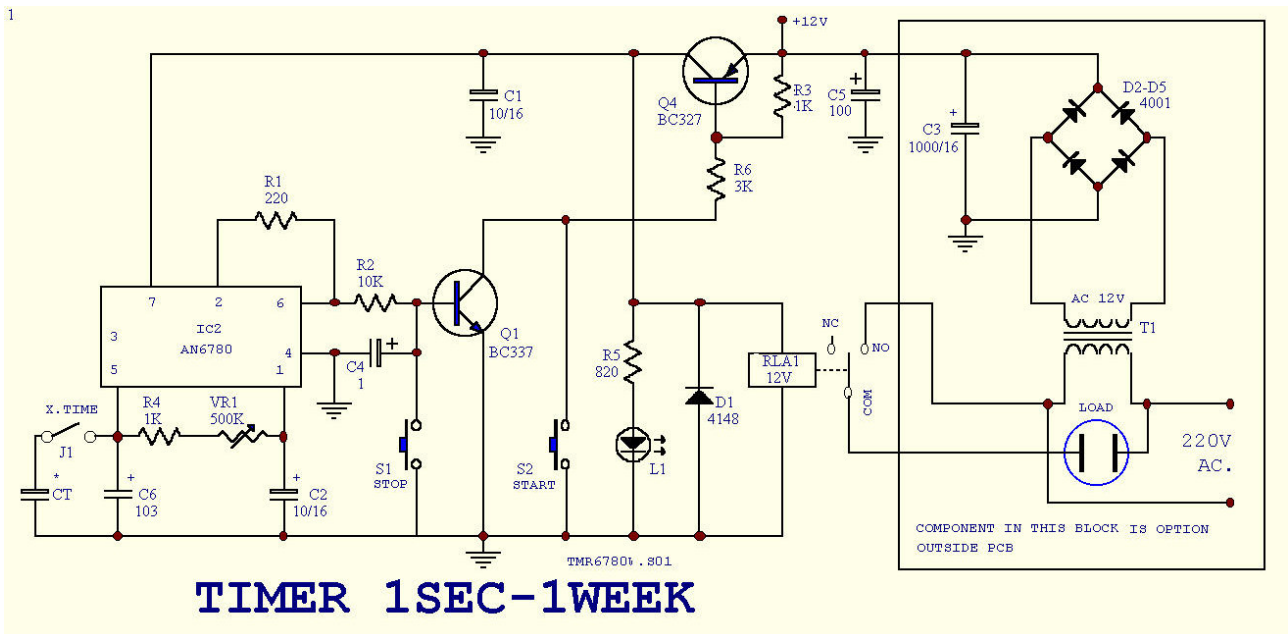 1
+12V
C1
10/16
Q4
BC327
R3
1K
C5
100
+
C3
1000/16
+
D2-D5
4001
R6
3K
R1
220
R2
10K
7
2
6
3
IC2
AN6780
4
5
1
C4
1
+
Q1
BC337
AC 12V
T1
NC
NO
COM
RLA1
12V
R5
820
D1
4148
L1
X.TIME
J1
R4
1K
VR1
500K
S1
STOP
S2
START
LOAD
220V
AC.
*
CT
+
C6
103
+
C2
10/16
COMPONENT IN THIS BLOCK IS OPTION
OUTSIDE PCB
TMR6780W.S01
TIMER 1SEC-1WEEK